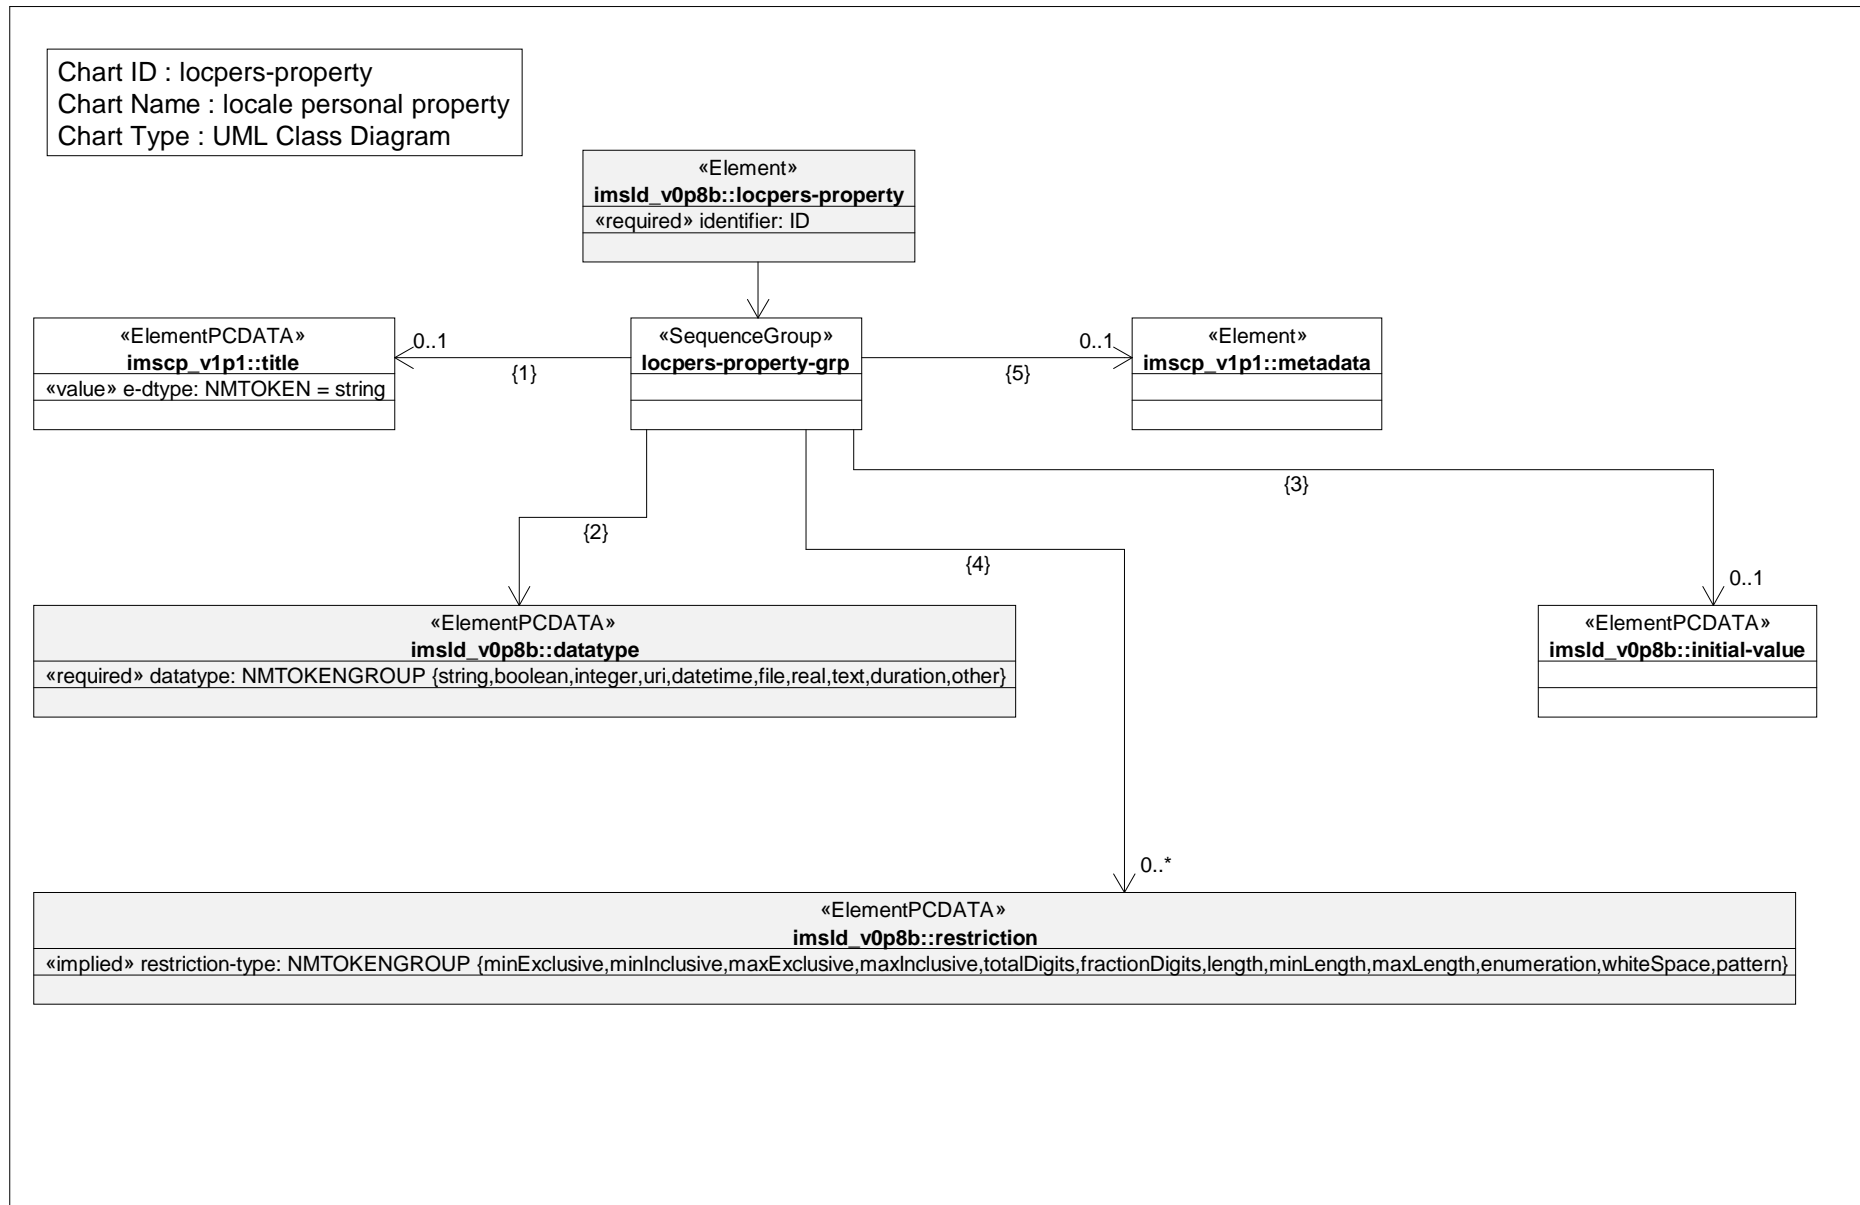 Chart ID : locpers-property
Chart Name : locale personal property
Chart Type : UML Class Diagram
«Element»
imsld_v0p8b::locpers-property
«required» identifier: ID
«ElementPCDATA»
imscp_v1p1::title
«value» e-dtype: NMTOKEN = string
0..1
{1}
«SequenceGroup»
locpers-property-grp
{5}
0..1
«Element»
imscp_v1p1::metadata
{3}
{2}
{4}
0..1
«ElementPCDATA»
imsld_v0p8b::datatype
«required» datatype: NMTOKENGROUP {string,boolean,integer,uri,datetime,file,real,text,duration,other}
«ElementPCDATA»
imsld_v0p8b::initial-value
0..*
«ElementPCDATA»
imsld_v0p8b::restriction
«implied» restriction-type: NMTOKENGROUP {minExclusive,minInclusive,maxExclusive,maxInclusive,totalDigits,fractionDigits,length,minLength,maxLength,enumeration,whiteSpace,pattern}